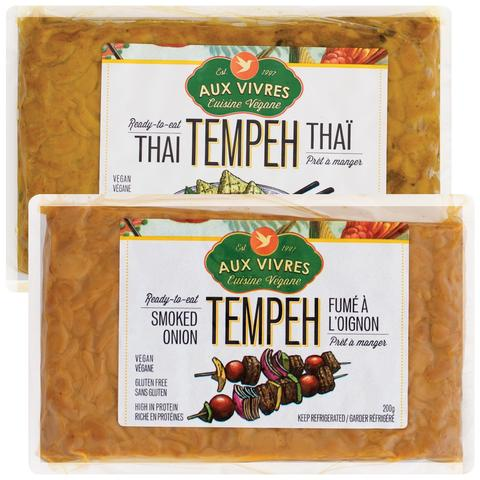 Est. 1997
AUX VIVRES
Cuisine Végane
Ready-to-eat
THAI TEMPEH THAÏ
Prêt à manger
VEGAN
VÉGANE
Est. 1997
AUX VIVRES
Cuisine Végane
Ready-to-eat
SMOKED
ONION
TEMPEH
FUMÉ À
L'OIGNON
Prêt à manger
VEGAN
VÉGANE
GLUTEN FREE
SANS GLUTEN
HIGH IN PROTEIN
RICHE EN PROTÉINES
200g
KEEP REFRIGERATED / GARDER RÉFRIGÉRÉ